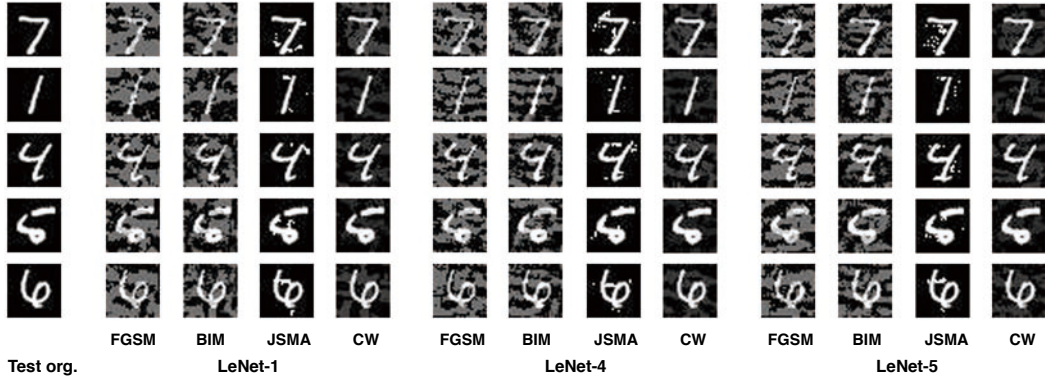 FGSM BIM JSMA CW FGSM BIM JSMA CW FGSM BIM JSMA CW
Test org. LeNet-1 LeNet-4 LeNet-5